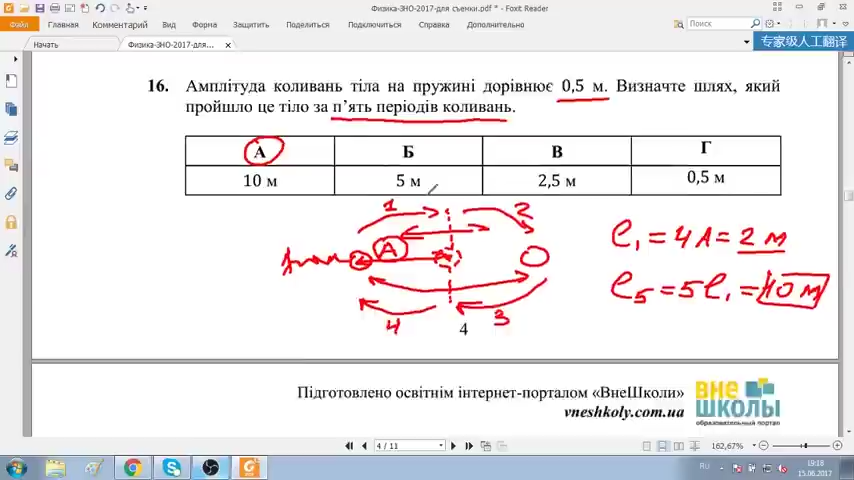 Физика-ЗНО-2017-для съемки.pdf * - Foxit Reader
Файл Главная Комментарий Вид Форма Защита Поделиться Подключиться Справка Дополнительно
Поиск
Начать
Физика-ЗНО-2017-для-...
专家级人工翻译
16. Амплітуда коливань тіла на пружині дорівнює 0,5 м. Визначте шлях, який
пройшло це тіло за п’ять періодів коливань.
А Б В Г
10 м 5 м 2,5 м 0,5 м
1 2
A
ℓ₁ = 4A = 2 м
ℓ₅ = 5ℓ₁ = 10 м
4 3
4
Підготовлено освітнім інтернет-порталом «ВнеШколи»
vneshkoly.com.ua
вне
школы
образовательный портал
4 / 11
162,67%
RU
19:18
15.06.2017